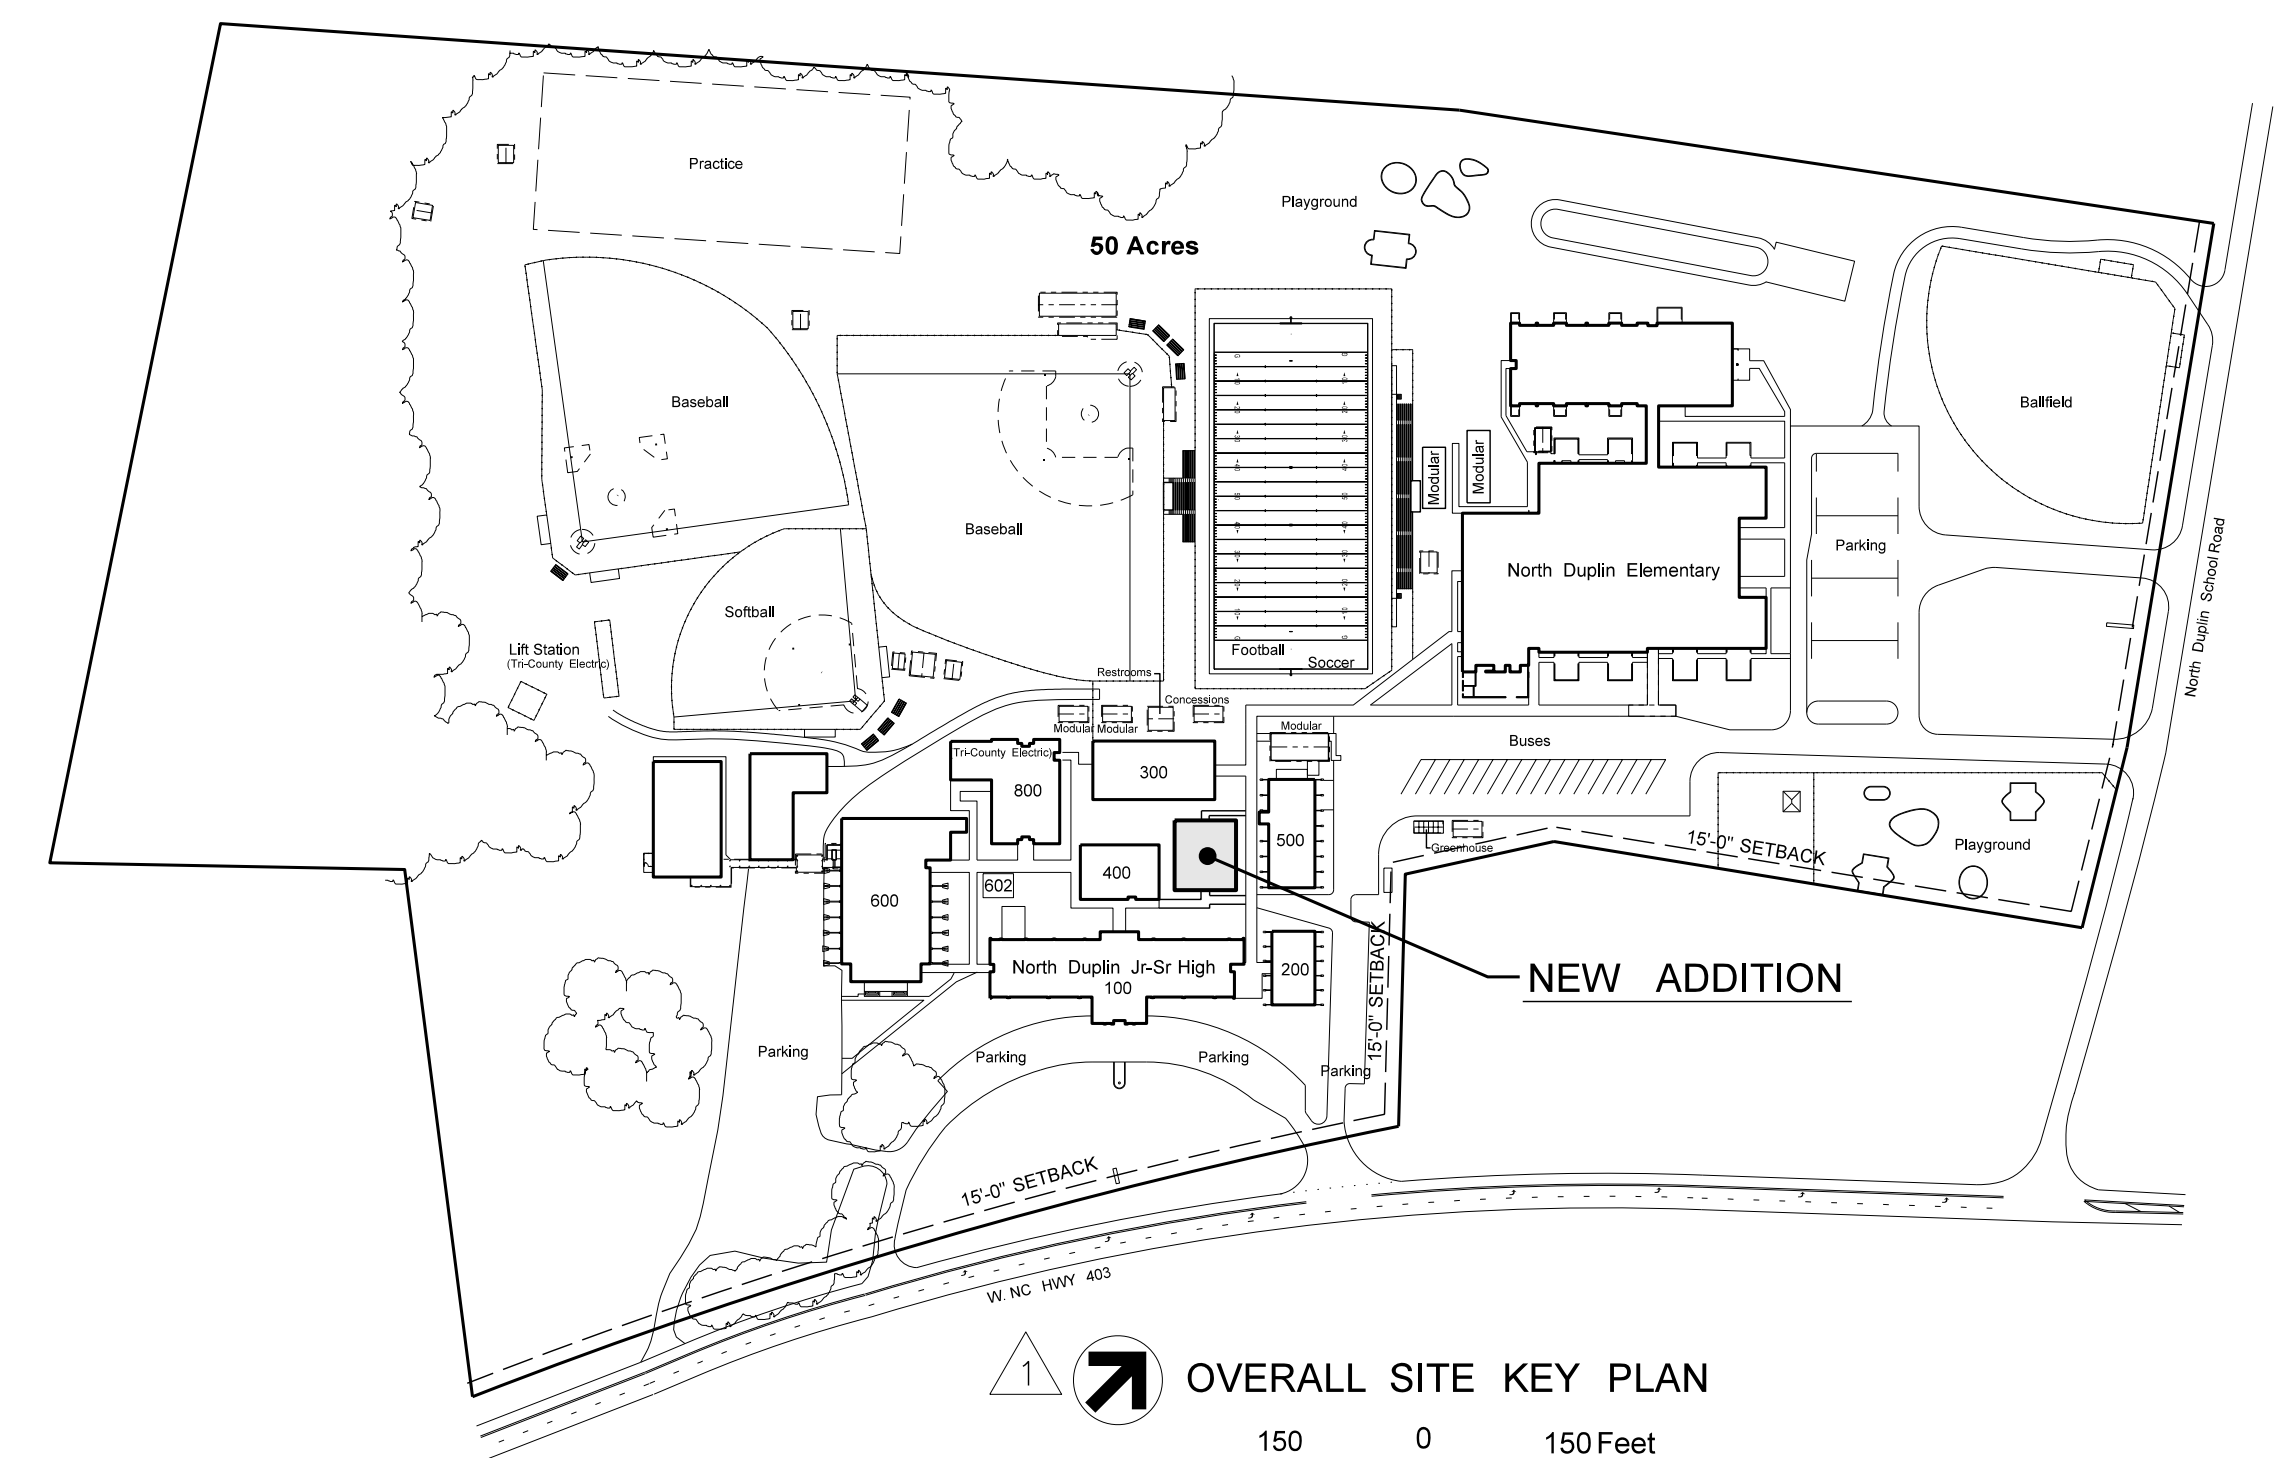 Practice
Playground
50 Acres
Baseball
Ballfield
Modular
Modular
Baseball
Parking
North Duplin Elementary
North Duplin School Road
Softball
Lift Station
(Tri-County Electric)
Football
Soccer
Restrooms
Concessions
Modular
Modular
Modular
Buses
Tri-County Electric)
300
800
500
Greenhouse
15'-0" SETBACK
Playground
400
602
600
15'-0" SETBACK
North Duplin Jr-Sr High
100
200
NEW ADDITION
Parking
Parking
Parking
Parking
15'-0" SETBACK
W. NC HWY 403
1
OVERALL SITE KEY PLAN
150 0 150 Feet